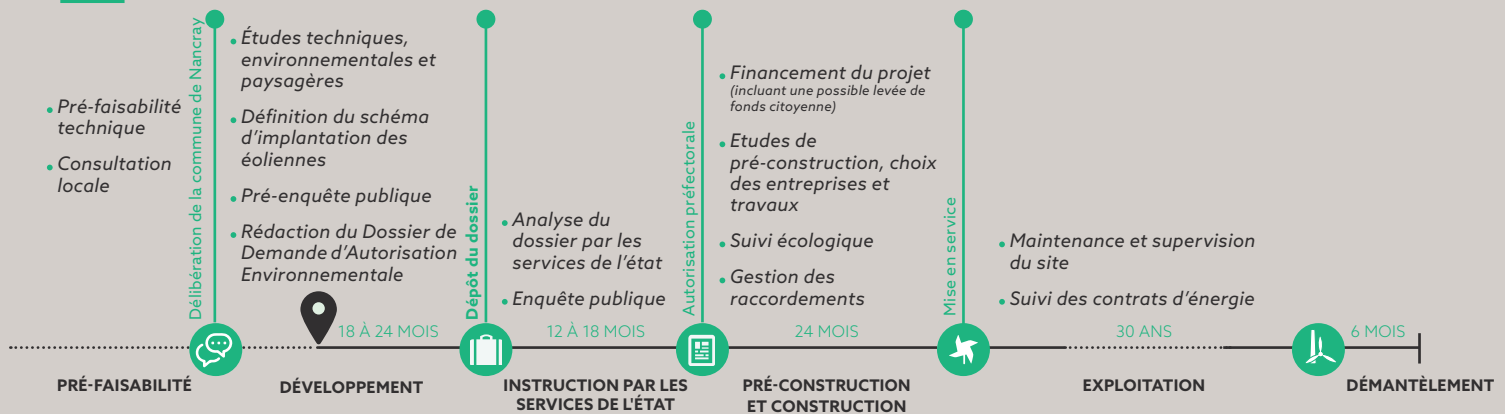 • Pré-faisabilité
technique
• Consultation
locale
Délibération de la commune de Nancray
• Études techniques,
environnementales et
paysagères
• Définition du schéma
d'implantation des
éoliennes
• Pré-enquête publique
• Rédaction du Dossier de
Demande d'Autorisation
Environnementale
Dépôt du dossier
• Analyse du
dossier par les
services de l'état
• Enquête publique
Autorisation préfectorale
• Financement du projet
(incluant une possible levée de
fonds citoyenne)
• Etudes de
pré-construction, choix
des entreprises et
travaux
• Suivi écologique
• Gestion des
raccordements
Mise en service
• Maintenance et supervision
du site
• Suivi des contrats d'énergie
18 À 24 MOIS
12 À 18 MOIS
24 MOIS
30 ANS
6 MOIS
PRÉ-FAISABILITÉ
DÉVELOPPEMENT
INSTRUCTION PAR LES
SERVICES DE L'ÉTAT
PRÉ-CONSTRUCTION
ET CONSTRUCTION
EXPLOITATION
DÉMANTÈLEMENT